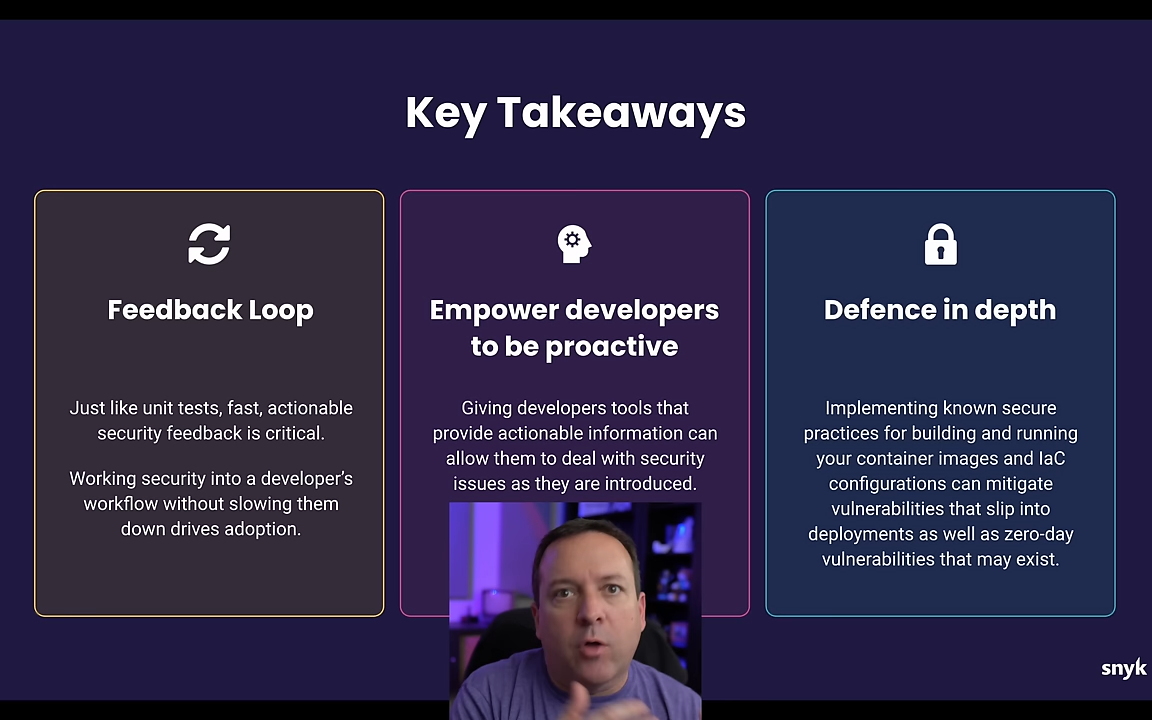 Key Takeaways
Feedback Loop
Just like unit tests, fast, actionable
security feedback is critical.
Working security into a developer’s
workflow without slowing them
down drives adoption.
Empower developers
to be proactive
Giving developers tools that
provide actionable information can
allow them to deal with security
issues as they are introduced.
Defence in depth
Implementing known secure
practices for building and running
your container images and IaC
configurations can mitigate
vulnerabilities that slip into
deployments as well as zero-day
vulnerabilities that may exist.
snyk